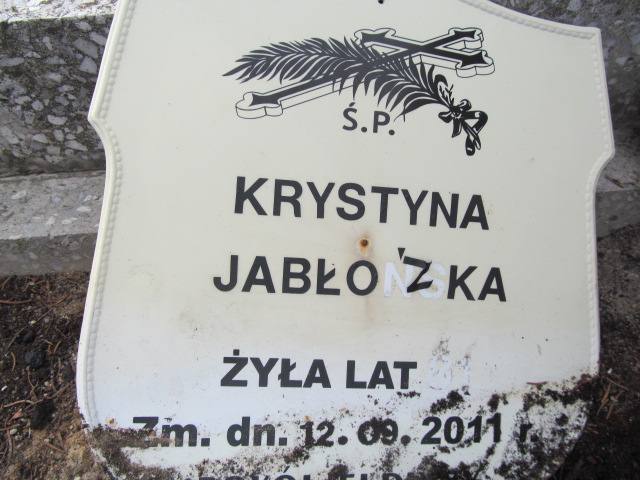 Ś.P.
KRYSTYNA
JABŁOŃSKA
ŻYŁA LAT
Zm. dn. 12. 09. 2011 r.